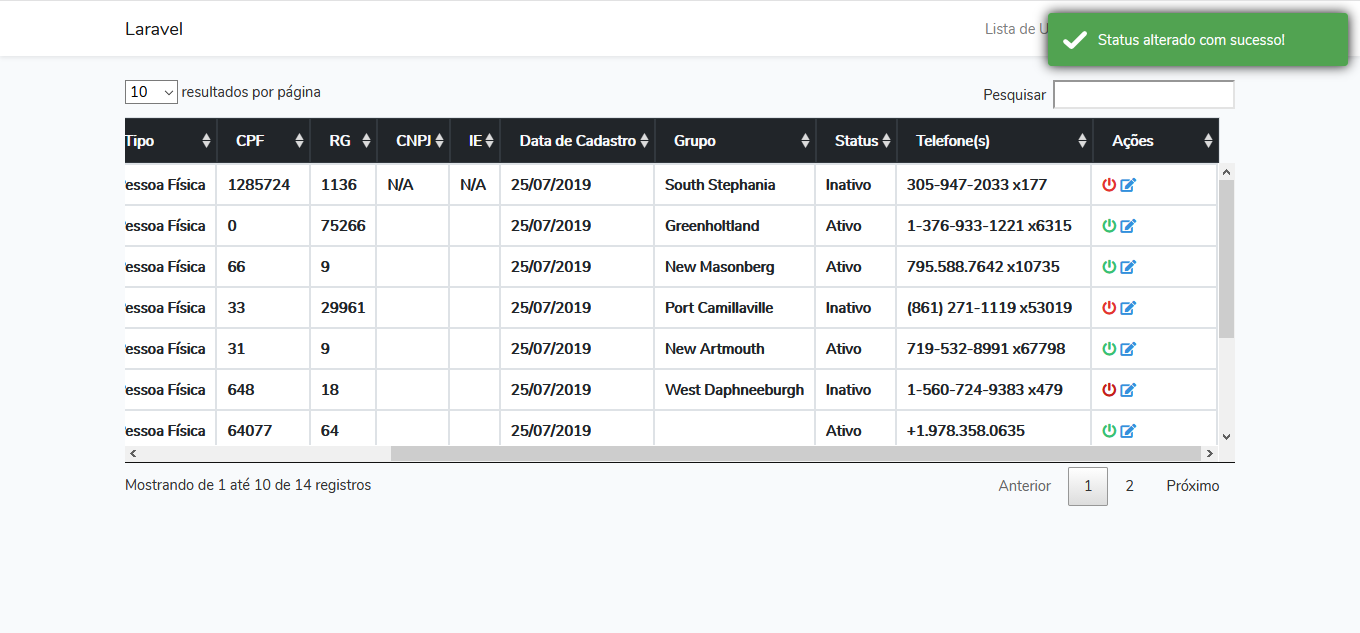 Laravel
Lista de U
Status alterado com sucesso!
10 resultados por página
Pesquisar
Tipo CPF RG CNPJ IE Data de Cadastro Grupo Status Telefone(s) Ações
essoa Física 1285724 1136 N/A N/A 25/07/2019 South Stephania Inativo 305-947-2033 x177
essoa Física 0 75266 25/07/2019 Greenholtland Ativo 1-376-933-1221 x6315
essoa Física 66 9 25/07/2019 New Masonberg Ativo 795.588.7642 x10735
essoa Física 33 29961 25/07/2019 Port Camillaville Inativo (861) 271-1119 x53019
essoa Física 31 9 25/07/2019 New Artmouth Ativo 719-532-8991 x67798
essoa Física 648 18 25/07/2019 West Daphneeburgh Inativo 1-560-724-9383 x479
essoa Física 64077 64 25/07/2019 Ativo +1.978.358.0635
Mostrando de 1 até 10 de 14 registros
Anterior 1 2 Próximo